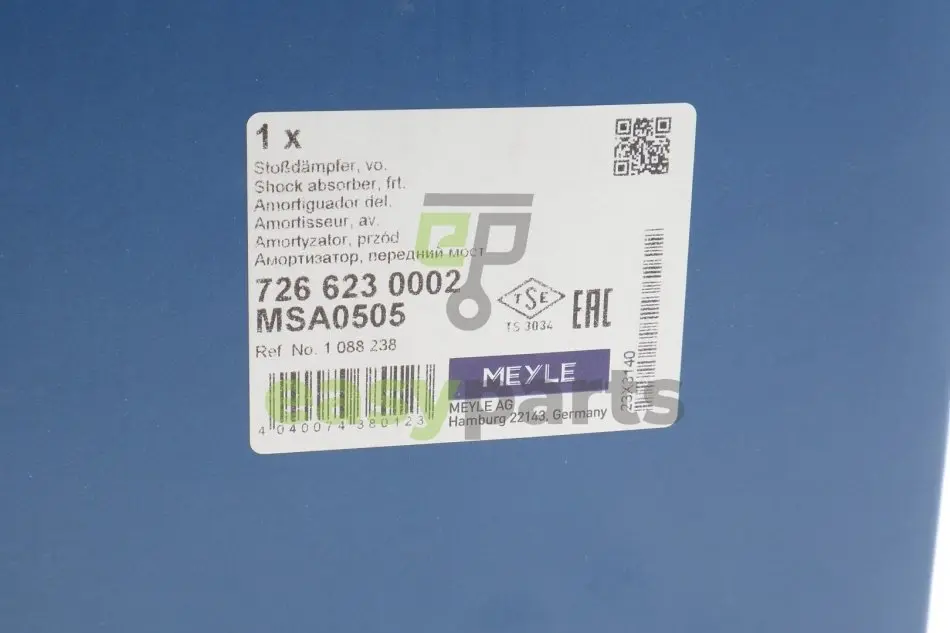 1 x
Stoßdämpfer, vo.
Shock absorber, frt.
Amortiguador del.
Amortisseur, av.
Amortyzator, przód
Амортизатор, передний мост
726 623 0002
MSA0505
TSE
TS 3034
EAC
Ref No. 1 088 238
MEYLE
MEYLE AG
Hamburg 22143, Germany
4 040074 380123
23X3140
ep
easyparts